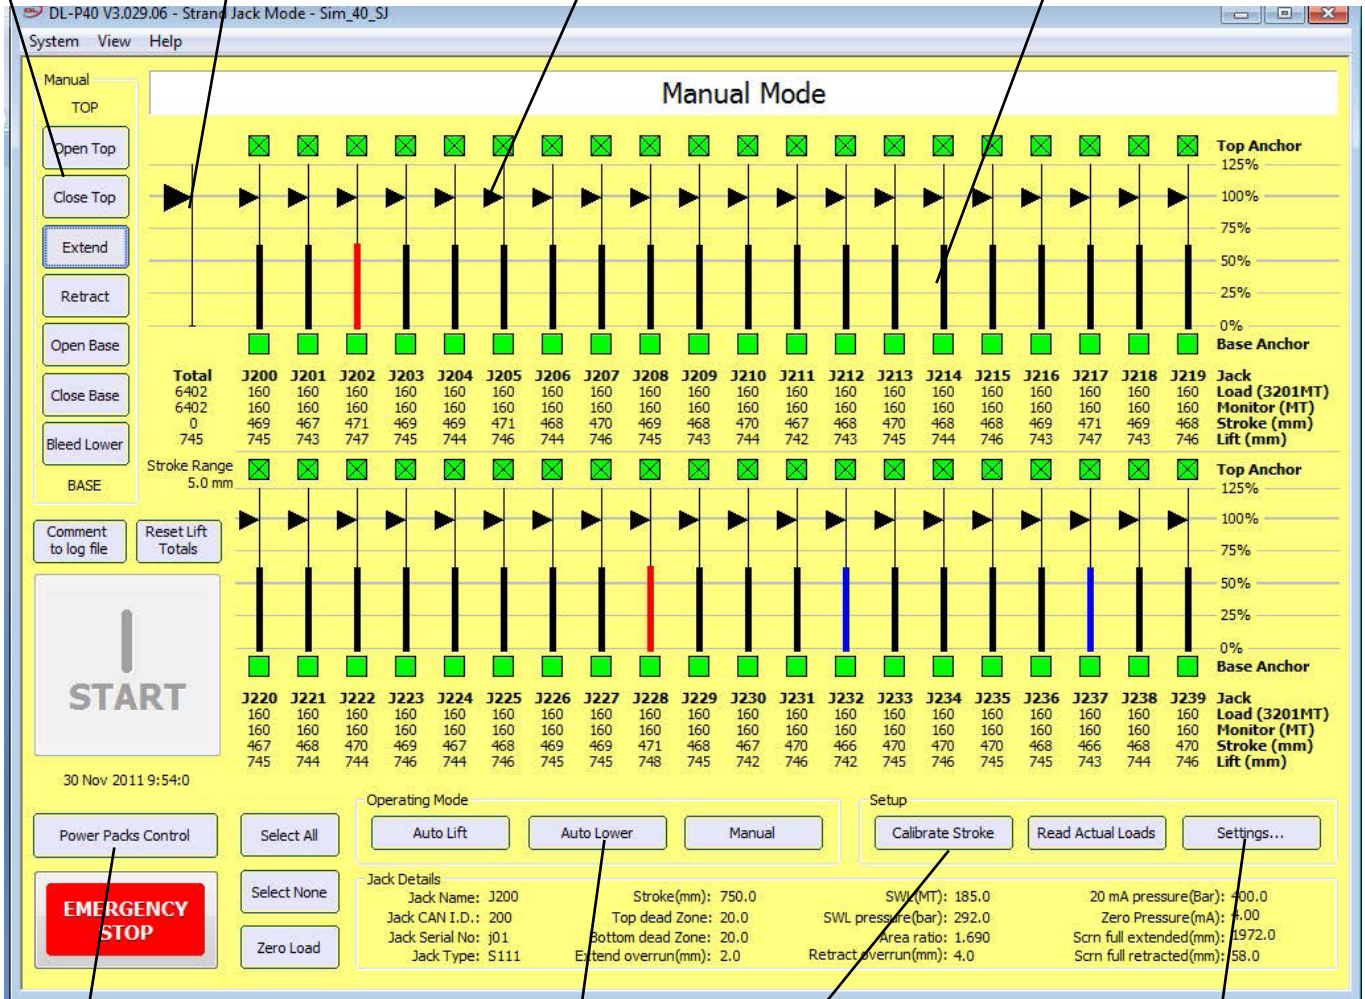 DL-P40 V3.029.06 - Strand Jack Mode - Sim_40_SJ
System View Help
Manual
TOP
Open Top
Close Top
Extend
Retract
Open Base
Close Base
Bleed Lower
BASE
Manual Mode
Top Anchor
125%
100%
75%
50%
25%
0%
Base Anchor
Total J200 J201 J202 J203 J204 J205 J206 J207 J208 J209 J210 J211 J212 J213 J214 J215 J216 J217 J218 J219 Jack
6402 160 160 160 160 160 160 160 160 160 160 160 160 160 160 160 160 160 160 160 160 Load (3201MT)
6402 160 160 160 160 160 160 160 160 160 160 160 160 160 160 160 160 160 160 160 160 Monitor (MT)
0 469 467 471 469 469 471 468 470 469 468 470 467 468 470 468 468 469 471 469 468 Stroke (mm)
745 745 743 747 745 744 746 744 746 745 743 744 742 743 745 744 746 743 747 743 746 Lift (mm)
Stroke Range
5.0 mm
Top Anchor
125%
100%
75%
50%
25%
0%
Base Anchor
Comment
to log file
Reset Lift
Totals
START
30 Nov 2011 9:54:0
J220 J221 J222 J223 J224 J225 J226 J227 J228 J229 J230 J231 J232 J233 J234 J235 J236 J237 J238 J239 Jack
160 160 160 160 160 160 160 160 160 160 160 160 160 160 160 160 160 160 160 160 Load (3201MT)
160 160 160 160 160 160 160 160 160 160 160 160 160 160 160 160 160 160 160 160 Monitor (MT)
467 468 470 469 467 468 469 469 471 468 467 470 466 470 470 470 468 466 468 470 Stroke (mm)
745 744 744 746 744 746 745 745 748 745 742 746 742 745 746 745 745 743 744 746 Lift (mm)
Power Packs Control
EMERGENCY
STOP
Select All
Select None
Zero Load
Operating Mode
Auto Lift
Auto Lower
Manual
Setup
Calibrate Stroke
Read Actual Loads
Settings...
Jack Details
Jack Name: J200 Stroke(mm): 750.0 SWL(MT): 185.0 20 mA pressure(Bar): 400.0
Jack CAN I.D.: 200 Top dead Zone: 20.0 SWL pressure(bar): 292.0 Zero Pressure(mA): 4.00
Jack Serial No: j01 Bottom dead Zone: 20.0 Area ratio: 1.690 Scrn full extended(mm): 1972.0
Jack Type: S111 Extend overrun(mm): 2.0 Retract overrun(mm): 4.0 Scrn full retracted(mm): 58.0